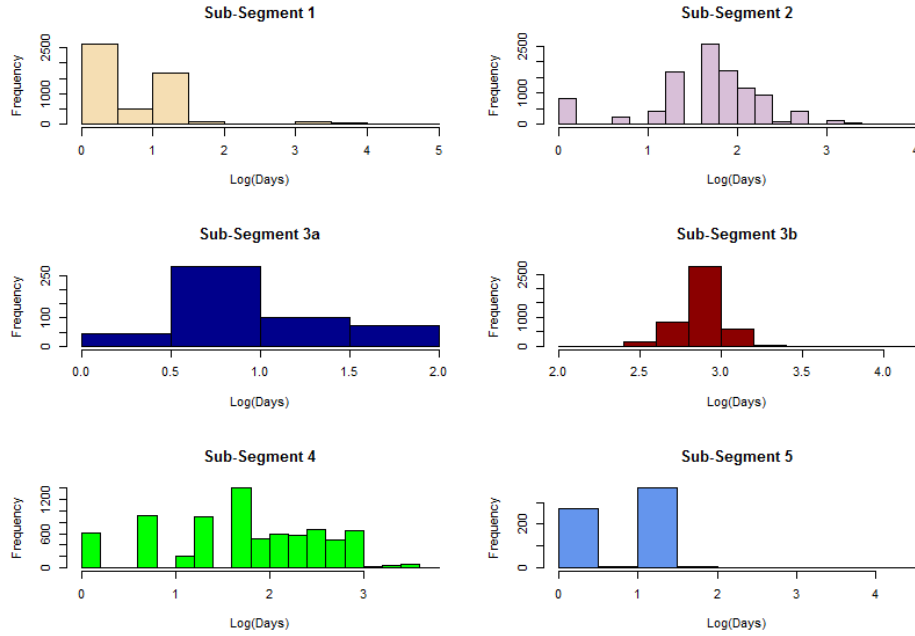 Sub-Segment 1
Frequency
2500
1000
0
0 1 2 3 4 5
Log(Days)
Sub-Segment 2
Frequency
2500
1000
0
0 1 2 3 4
Log(Days)
Sub-Segment 3a
Frequency
250
100
0
0.0 0.5 1.0 1.5 2.0
Log(Days)
Sub-Segment 3b
Frequency
2500
1000
0
2.0 2.5 3.0 3.5 4.0
Log(Days)
Sub-Segment 4
Frequency
1200
600
0
0 1 2 3
Log(Days)
Sub-Segment 5
Frequency
200
0
0 1 2 3 4
Log(Days)